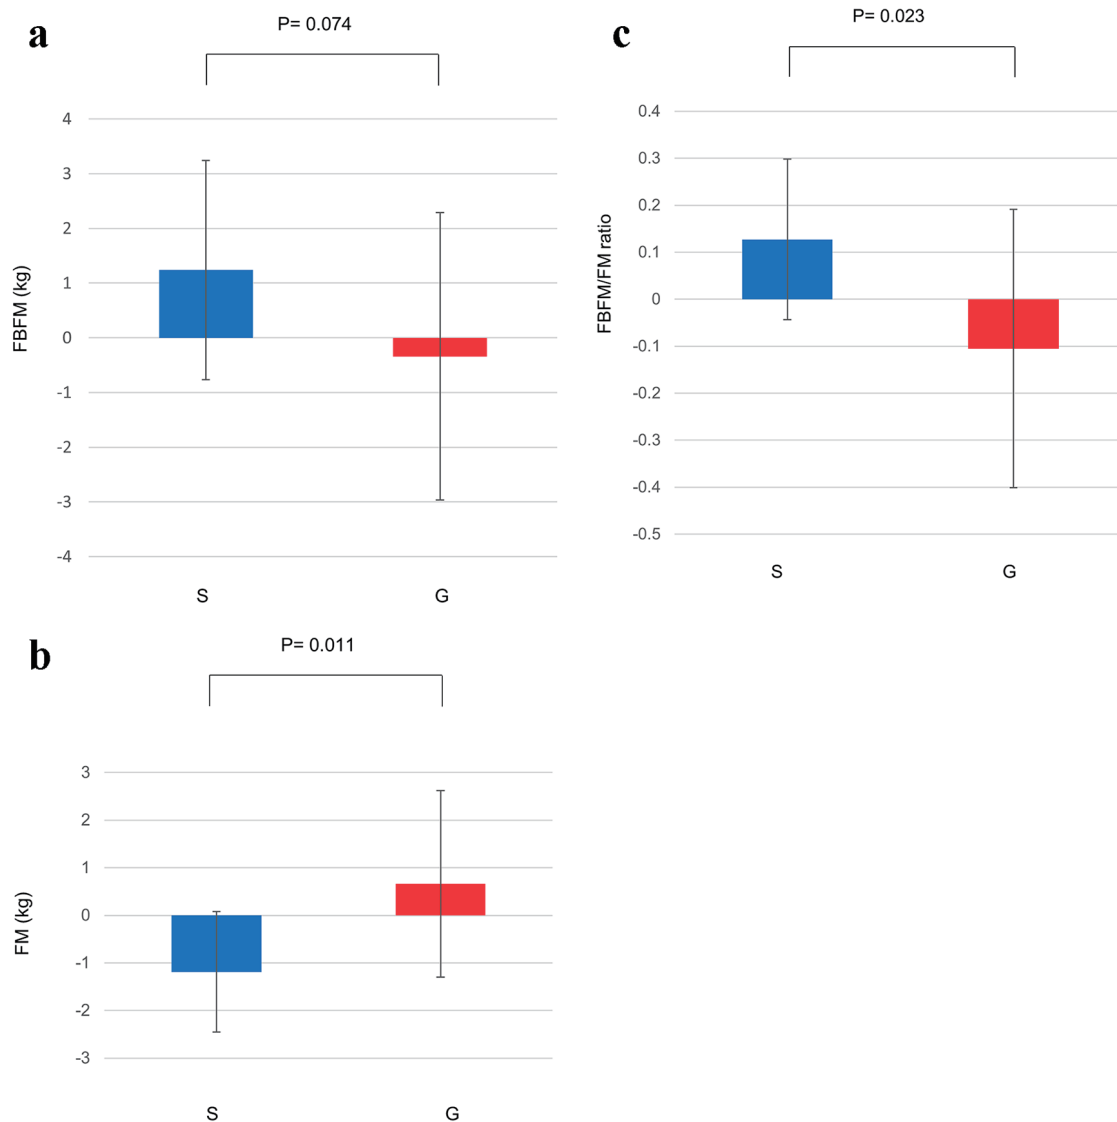 a
P= 0.074
FBFM (kg)
4
3
2
1
0
-1
-2
-3
-4
S G
b
P= 0.011
FM (kg)
3
2
1
0
-1
-2
-3
S G
c
P= 0.023
FBFM/FM ratio
0.4
0.3
0.2
0.1
0
-0.1
-0.2
-0.3
-0.4
-0.5
S G